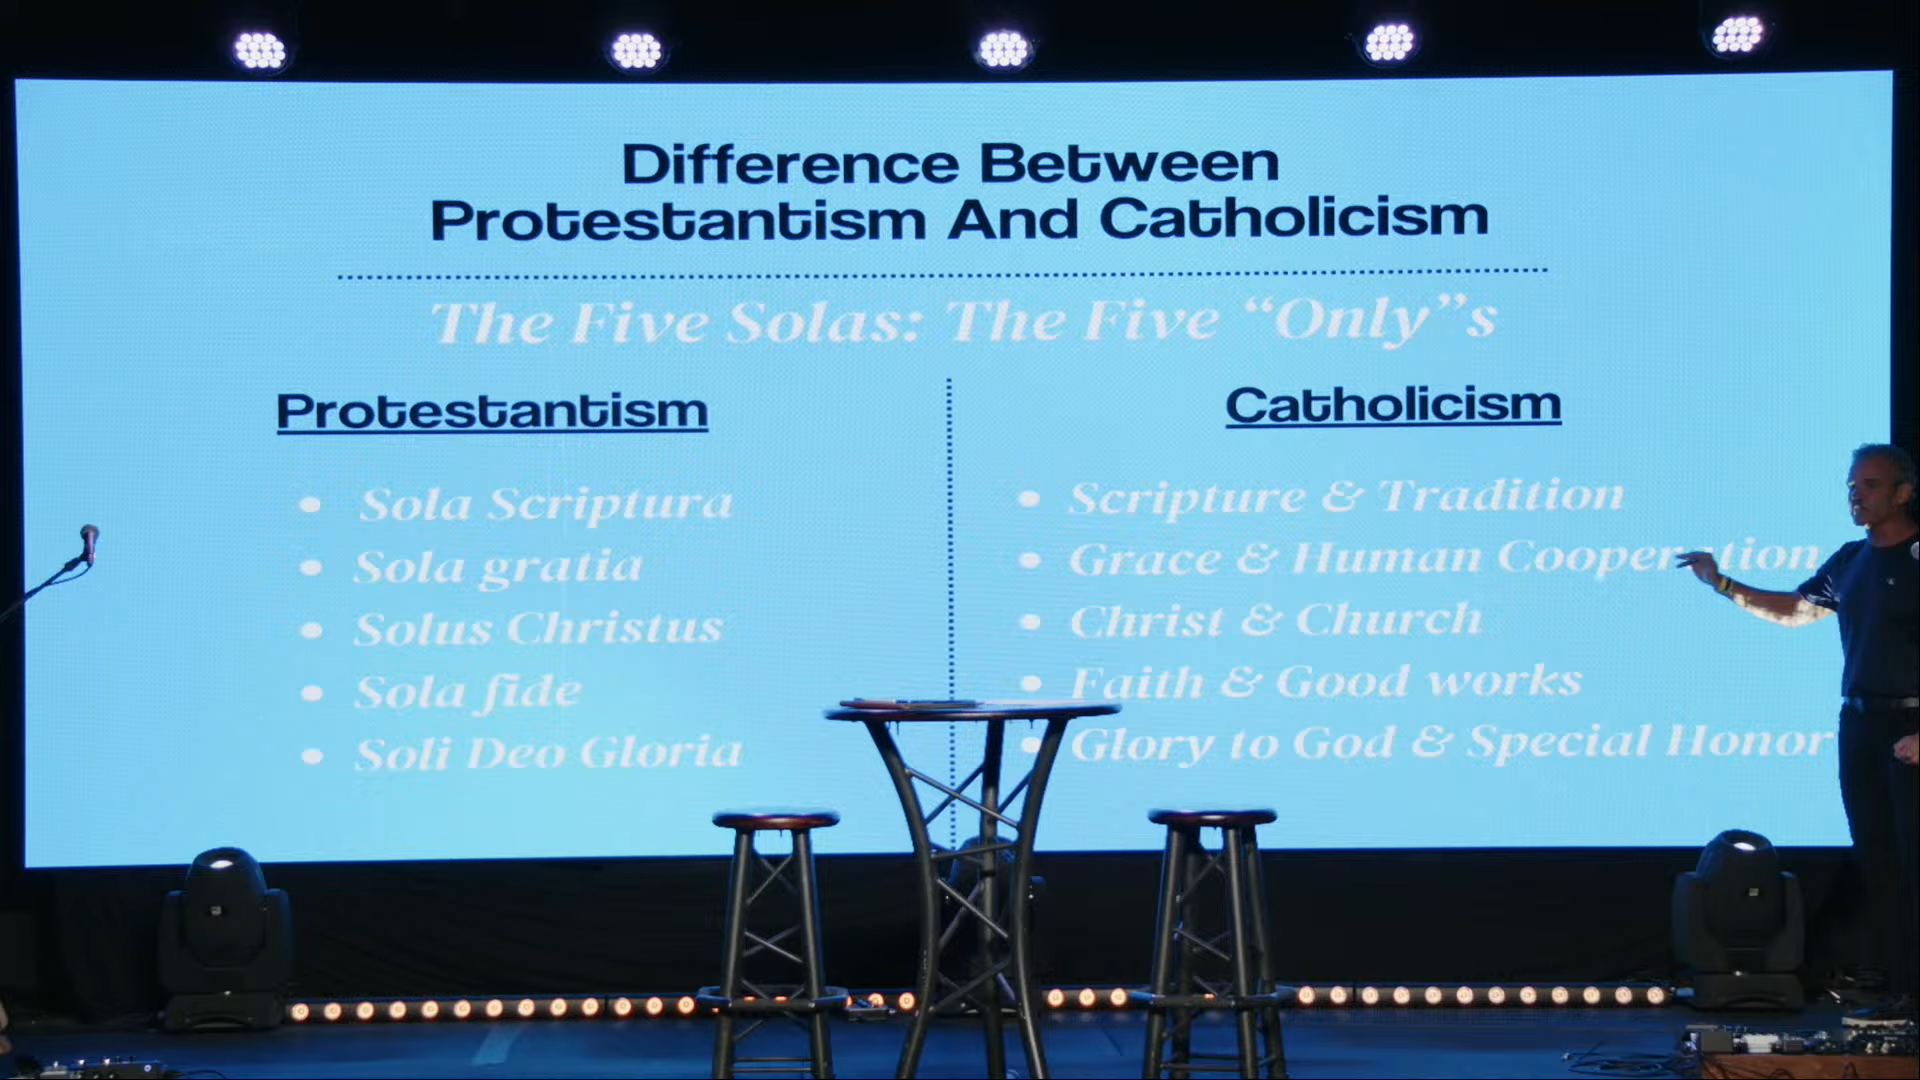 Difference Between
Protestantism And Catholicism
The Five Solas: The Five “Only”s
Protestantism
• Sola Scriptura
• Sola gratia
• Solus Christus
• Sola fide
• Soli Deo Gloria
Catholicism
• Scripture & Tradition
• Grace & Human Cooperation
• Christ & Church
• Faith & Good works
• Glory to God & Special Honor